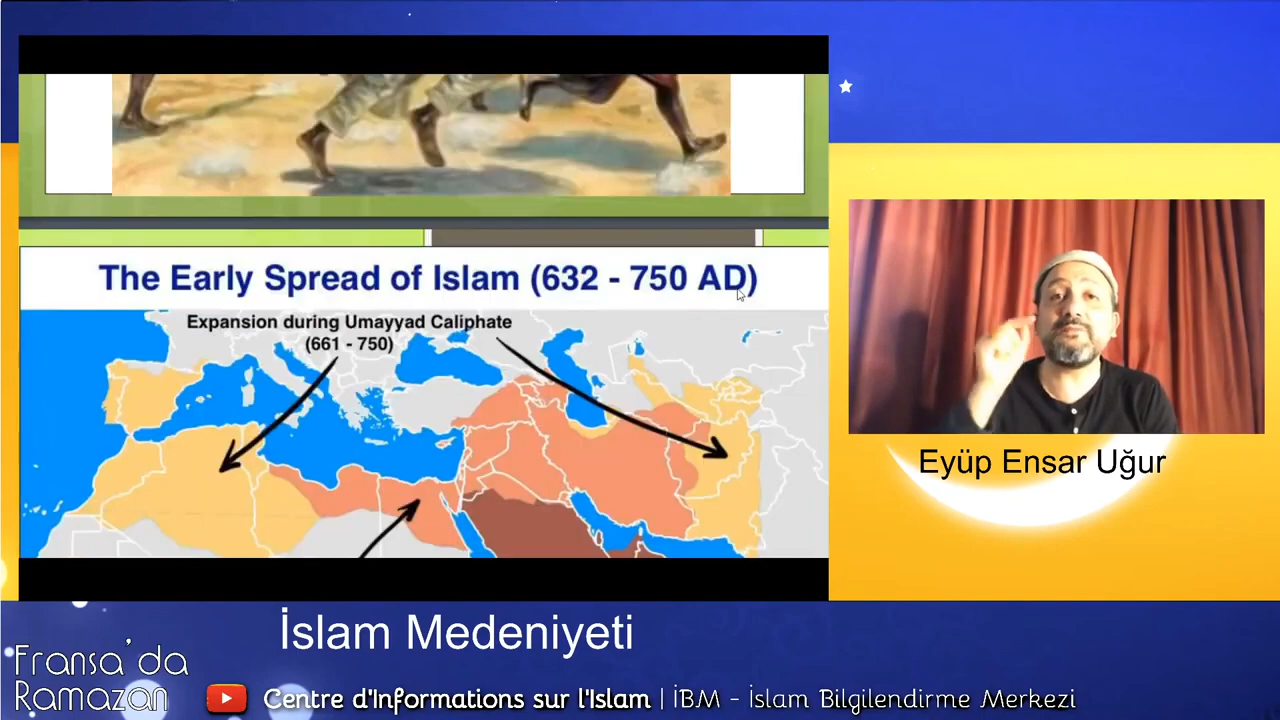 The Early Spread of Islam (632 - 750 AD)
Expansion during Umayyad Caliphate
(661 - 750)
Eyüp Ensar Uğur
İslam Medeniyeti
Fransa'da
Ramazan
Centre d'Informations sur l'Islam | İBM - İslam Bilgilendirme Merkezi